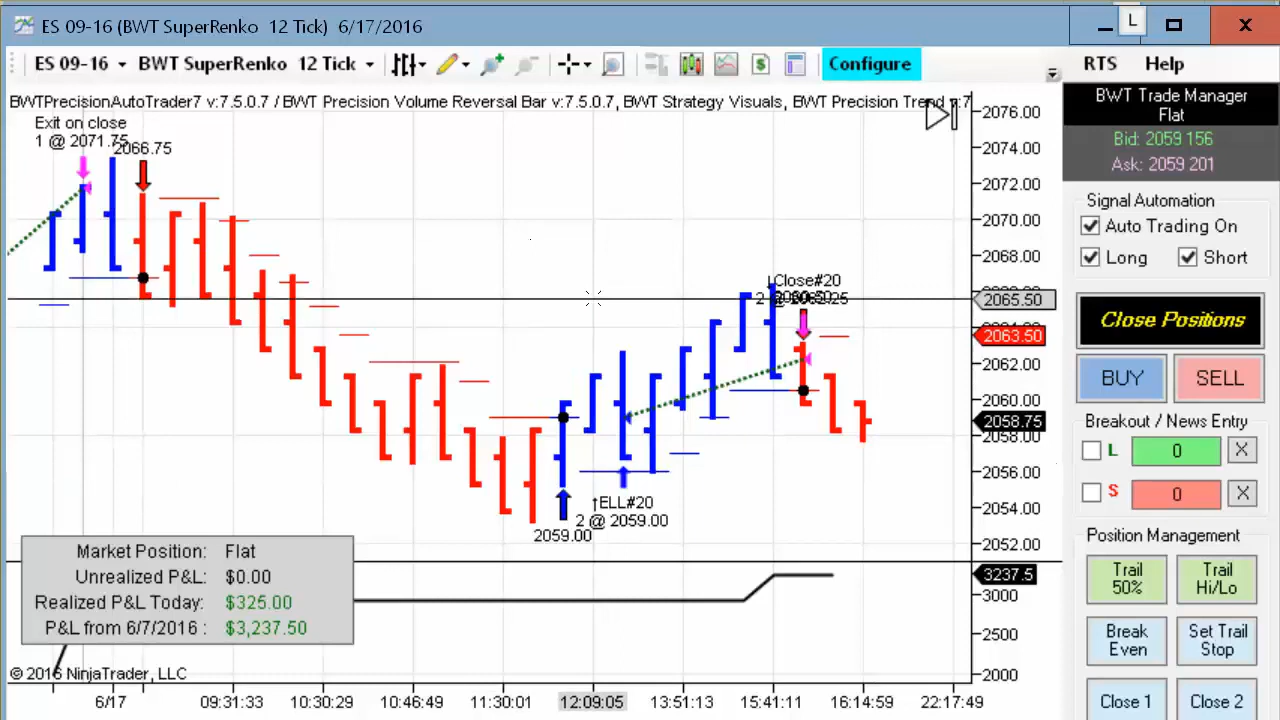 ES 09-16 (BWT SuperRenko 12 Tick) 6/17/2016
L
X
ES 09-16 BWT SuperRenko 12 Tick
$
Configure
RTS Help
BWTPrecisionAutoTrader7 v:7.5.0.7 / BWT Precision Volume Reversal Bar v:7.5.0.7, BWT Strategy Visuals, BWT Precision Trend v:7
Exit on close
1 @ 2071.75
2066.75
↓Close#20
↑ELL#20
2 @ 2059.00
2059.00
2076.00
2074.00
2072.00
2070.00
2068.00
2065.50
2063.50
2062.00
2060.00
2058.75
2058.00
2056.00
2054.00
2052.00
3237.5
3000
2500
2000
Market Position: Flat
Unrealized P&L: $0.00
Realized P&L Today: $325.00
P&L from 6/7/2016 : $3,237.50
© 2016 NinjaTrader, LLC
6/17 09:31:33 10:30:29 10:46:49 11:30:01 12:09:05 13:51:13 15:41:11 16:14:59 22:17:49
BWT Trade Manager
Flat
Bid: 2059 156
Ask: 2059 201
Signal Automation
Auto Trading On
Long Short
Close Positions
BUY SELL
Breakout / News Entry
L 0 X
S 0 X
Position Management
Trail 50% Trail Hi/Lo
Break Even Set Trail Stop
Close 1 Close 2